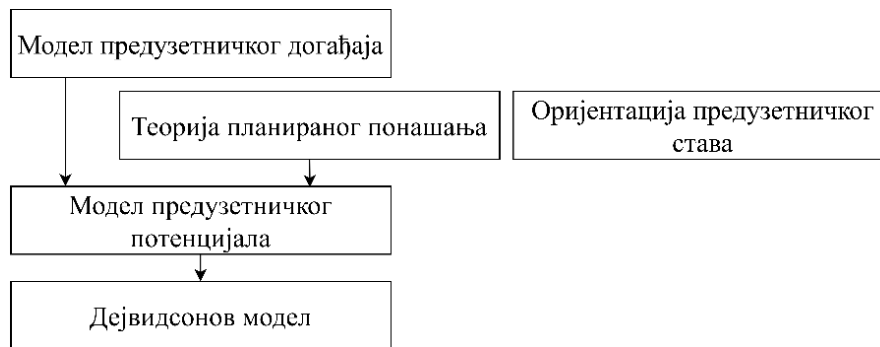 Модел предузетничког догађаја
Теорија планираног понашања
Оријентација предузетничког
става
Модел предузетничког
потенцијала
Дејвидсонов модел